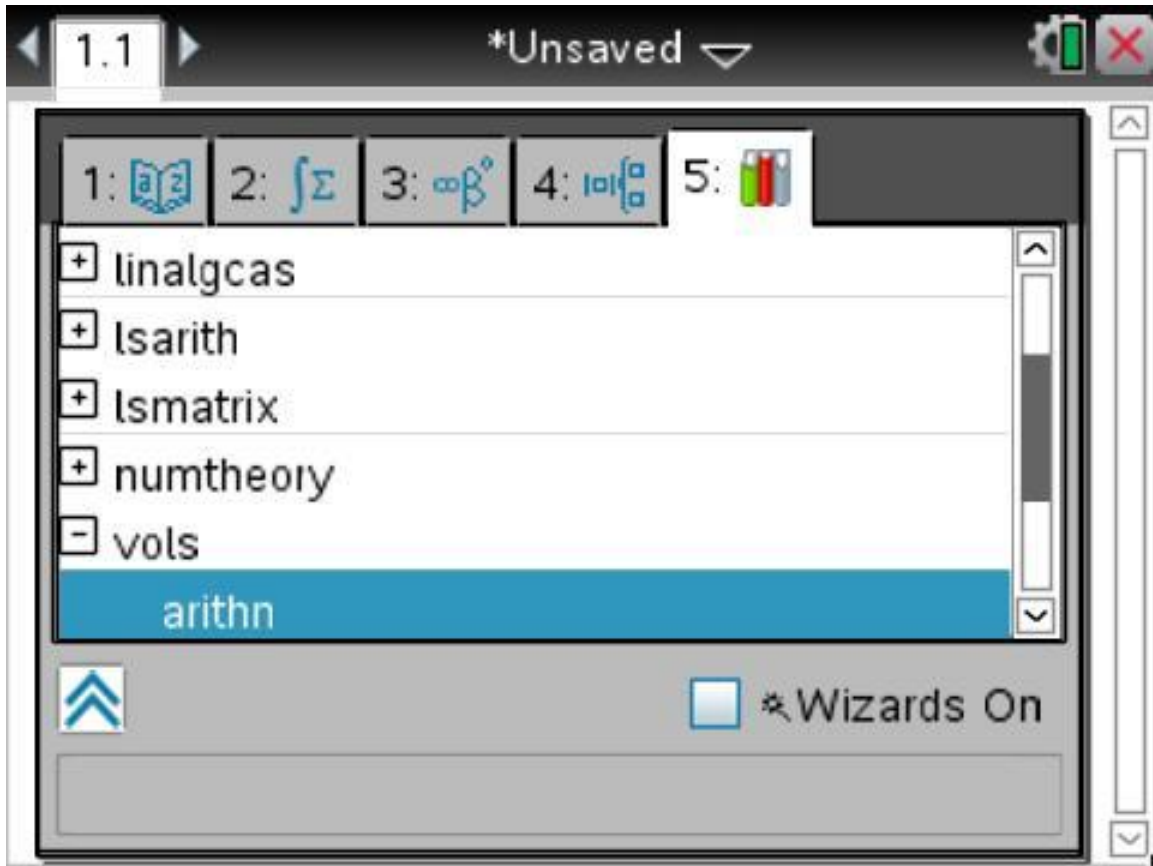 1.1 *Unsaved
1: a z 2: ∫Σ 3: ∞β° 4: 5:
linalgcas
lsarith
lsmatrix
numtheory
vols
arithn
Wizards On